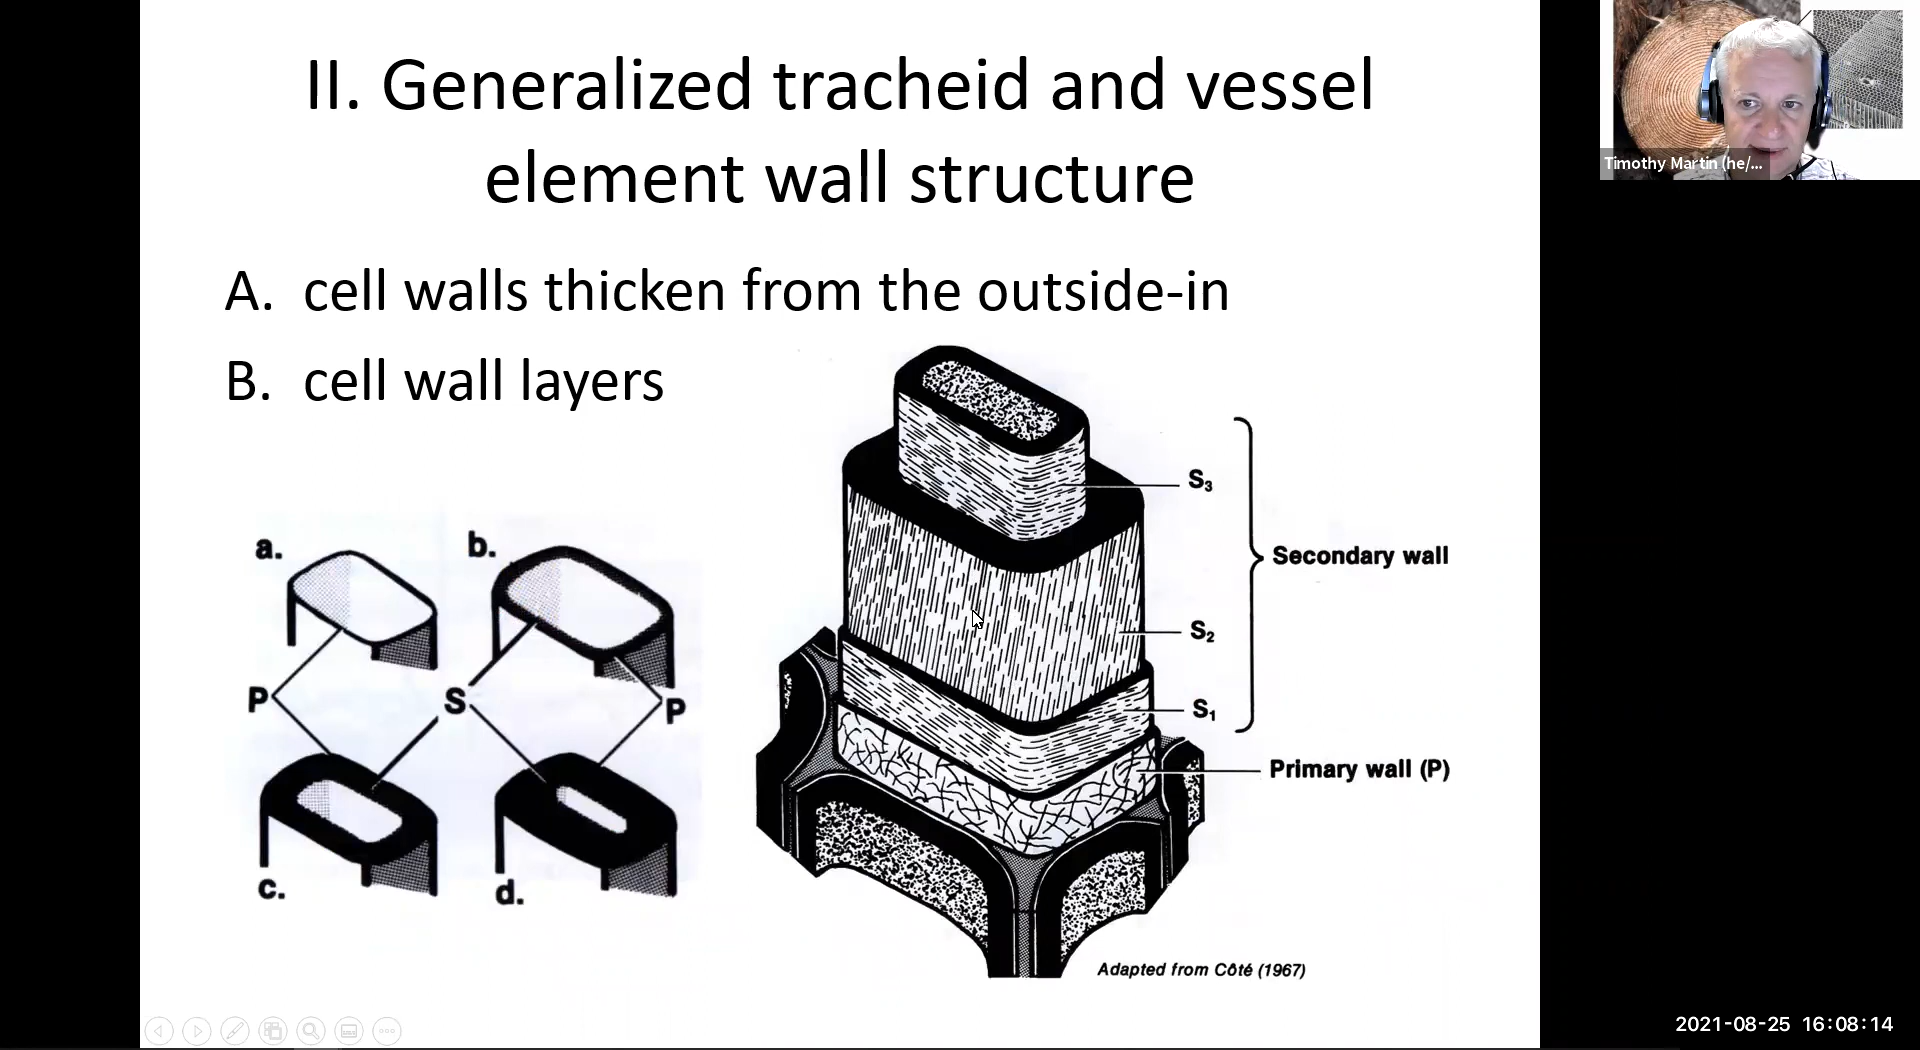 II. Generalized tracheid and vessel
element wall structure
A. cell walls thicken from the outside-in
B. cell wall layers
a.
b.
P
S
P
c.
d.
S₃
Secondary wall
S₂
S₁
Primary wall (P)
Adapted from Côté (1967)
Timothy Martin (he/...
2021-08-25 16:08:14